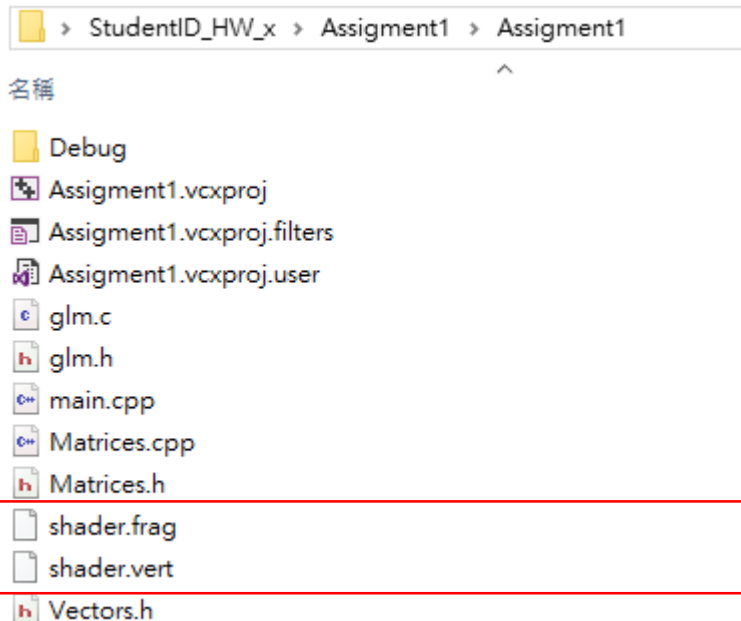 StudentID_HW_x > Assigment1 > Assigment1
名稱
Debug
Assigment1.vcxproj
Assigment1.vcxproj.filters
Assigment1.vcxproj.user
glm.c
glm.h
main.cpp
Matrices.cpp
Matrices.h
shader.frag
shader.vert
Vectors.h